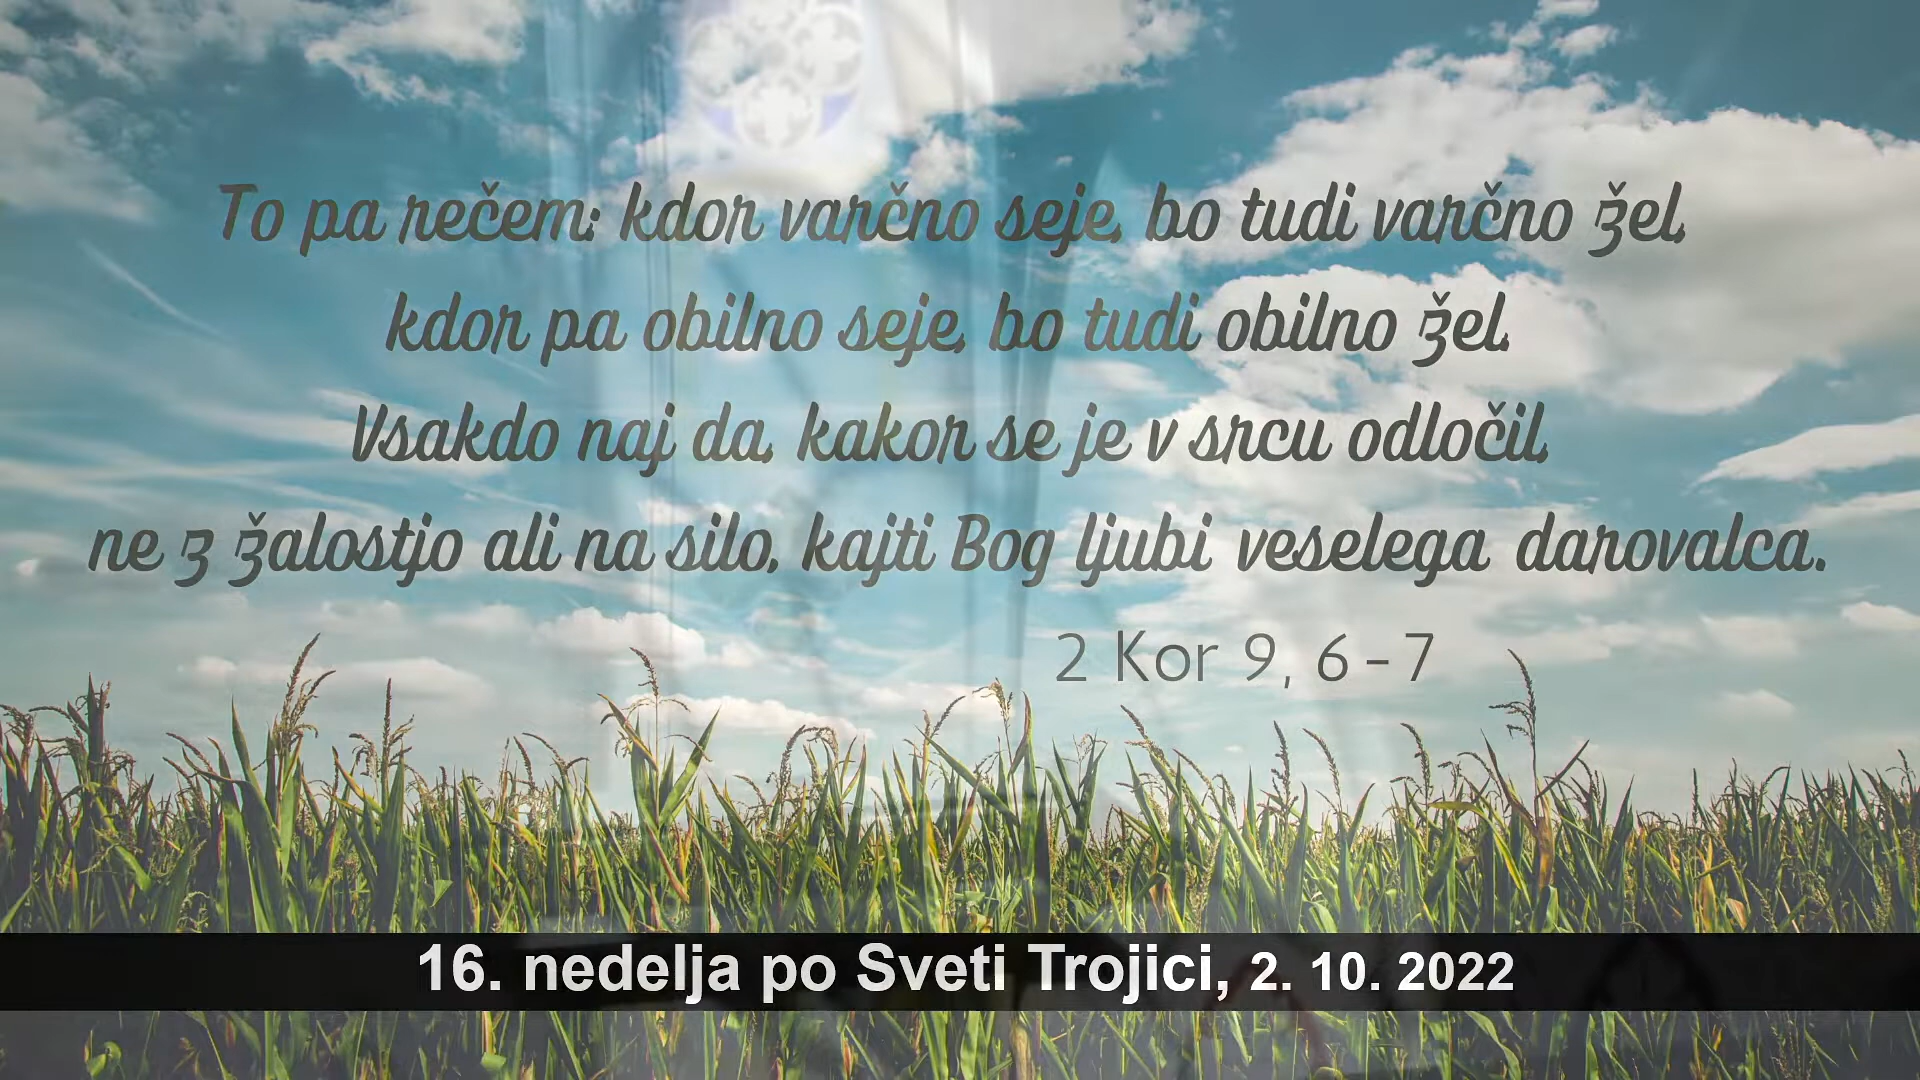 To pa rečem: kdor varčno seje, bo tudi varčno žel,
kdor pa obilno seje, bo tudi obilno žel.
Vsakdo naj da, kakor se je v srcu odločil,
ne z žalostjo ali na silo, kajti Bog ljubi veselega darovalca.
2 Kor 9, 6-7
16. nedelja po Sveti Trojici, 2. 10. 2022